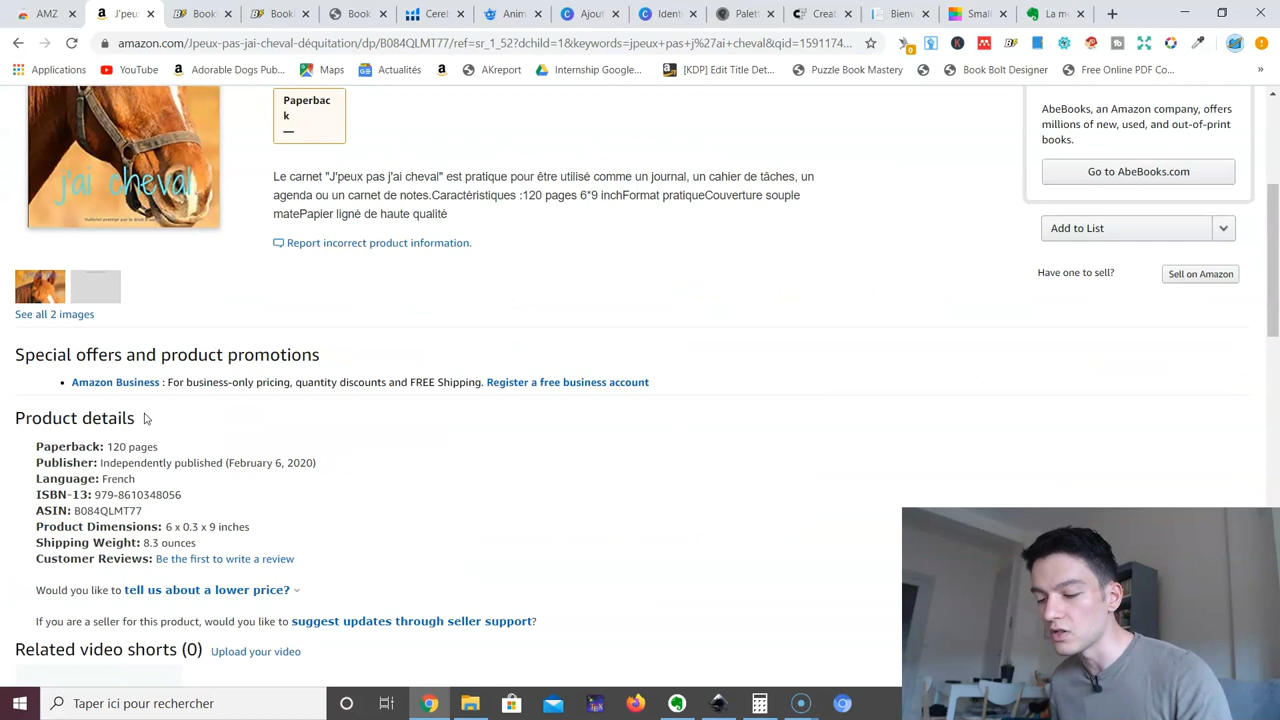 AMZ
J'peu
Book
Book
Book
Cereb
Anim
Ajout
Identi
Palett
Creat
Bienv
Small
La me
amazon.com/Jpeux-pas-jai-cheval-déquitation/dp/B084QLMT77/ref=sr_1_52?dchild=1&keywords=jpeux+pas+j%27ai+cheval&qid=1591174...
Applications YouTube Adorable Dogs Pub... Maps Actualités AKreport Internship Google... [KDP] Edit Title Det... Puzzle Book Mastery Book Bolt Designer Free Online PDF Co...
j'ai cheval
Paperbac
k
—
Le carnet "J'peux pas j'ai cheval" est pratique pour être utilisé comme un journal, un cahier de tâches, un
agenda ou un carnet de notes.Caractéristiques :120 pages 6*9 inchFormat pratiqueCouverture souple
matePapier ligné de haute qualité
Report incorrect product information.
AbeBooks, an Amazon company, offers
millions of new, used, and out-of-print
books.
Go to AbeBooks.com
Add to List
Have one to sell? Sell on Amazon
See all 2 images
Special offers and product promotions
• Amazon Business : For business-only pricing, quantity discounts and FREE Shipping. Register a free business account
Product details
Paperback: 120 pages
Publisher: Independently published (February 6, 2020)
Language: French
ISBN-13: 979-8610348056
ASIN: B084QLMT77
Product Dimensions: 6 x 0.3 x 9 inches
Shipping Weight: 8.3 ounces
Customer Reviews: Be the first to write a review
Would you like to tell us about a lower price?
If you are a seller for this product, would you like to suggest updates through seller support?
Related video shorts (0) Upload your video
Taper ici pour rechercher